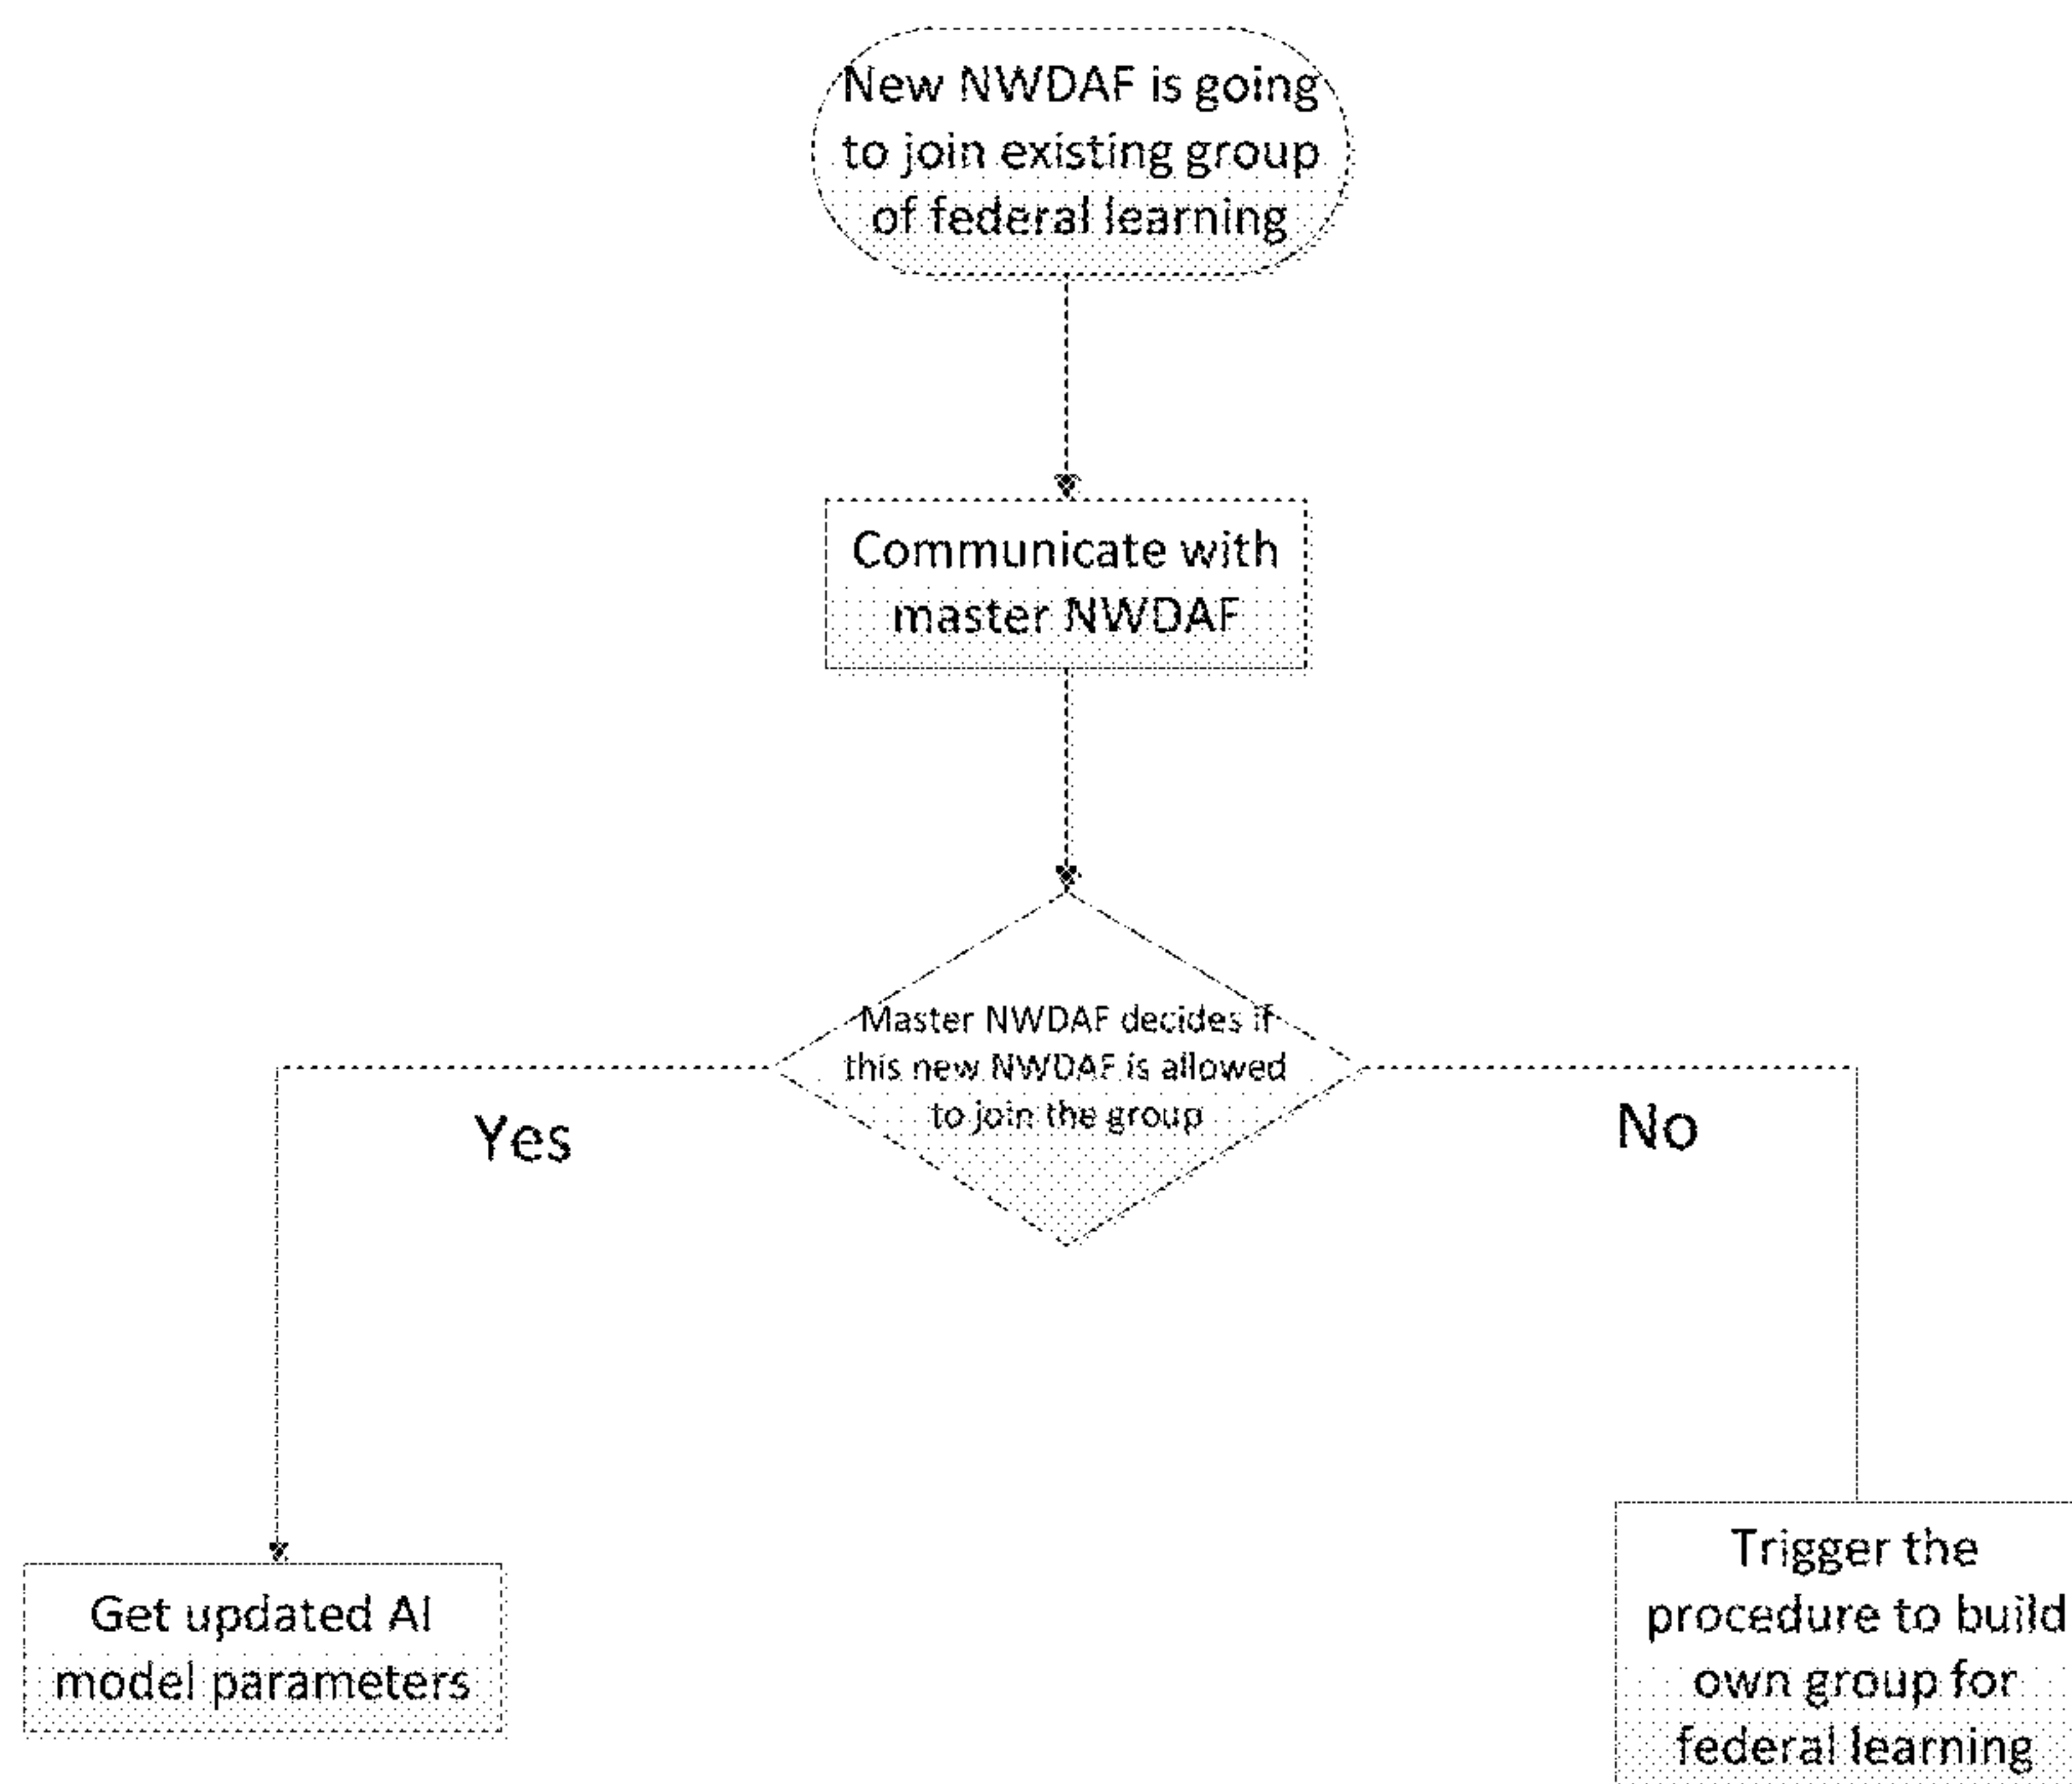 New NWDAF is going
to join existing group
of federal learning
Communicate with
master NWDAF
Master NWDAF decides if
this new NWDAF is allowed
to join the group
Yes
No
Get updated AI
model parameters
Trigger the
procedure to build
own group for
federal learning